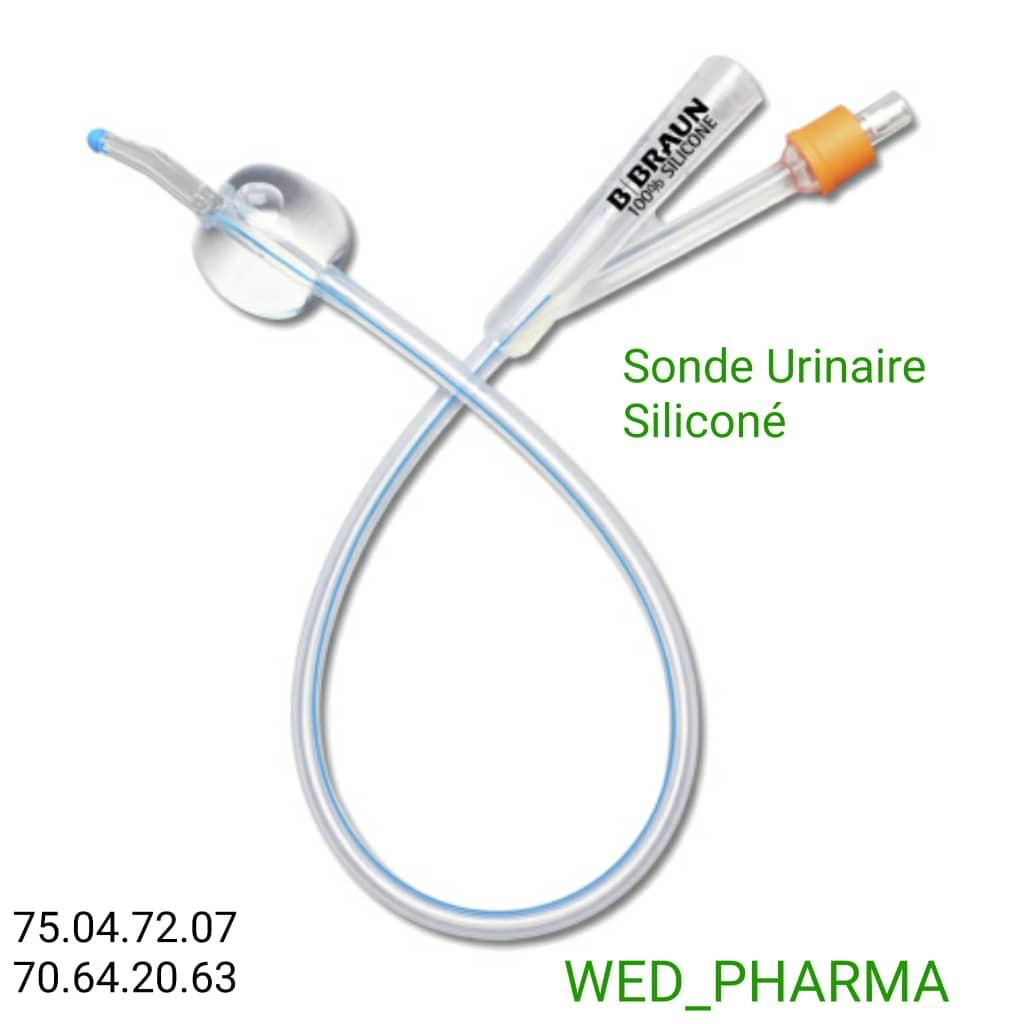 B|BRAUN
100% SILICONE
Sonde Urinaire
Siliconé
75.04.72.07
70.64.20.63
WED_PHARMA